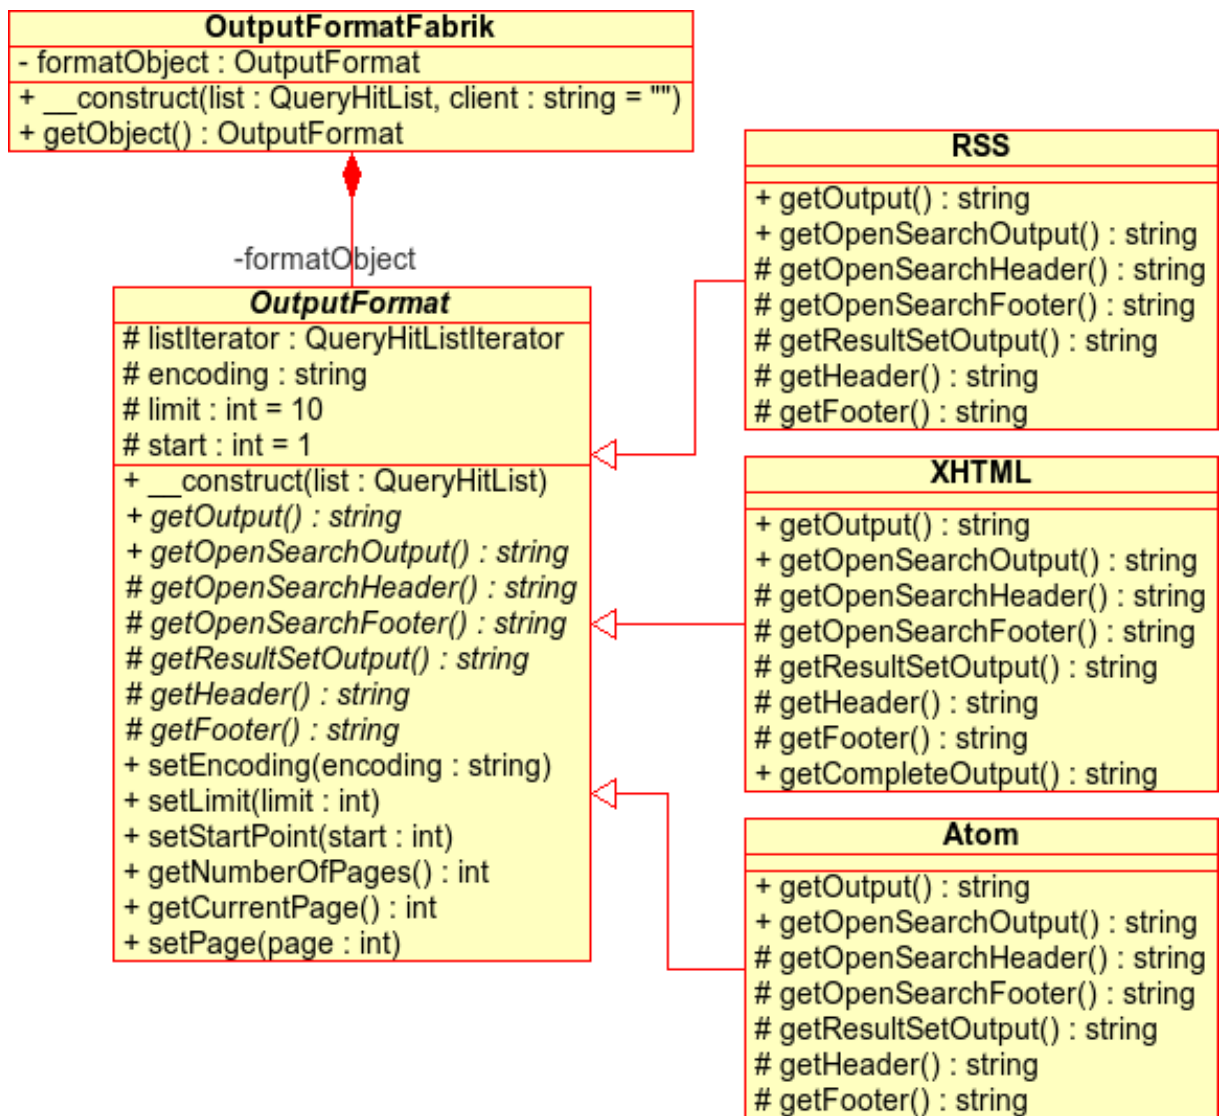 OutputFormatFabrik
- formatObject : OutputFormat
+ __construct(list : QueryHitList, client : string = "")
+ getObject() : OutputFormat
-formatObject
OutputFormat
# listIterator : QueryHitListIterator
# encoding : string
# limit : int = 10
# start : int = 1
+ __construct(list : QueryHitList)
+ getOutput() : string
+ getOpenSearchOutput() : string
# getOpenSearchHeader() : string
# getOpenSearchFooter() : string
# getResultSetOutput() : string
# getHeader() : string
# getFooter() : string
+ setEncoding(encoding : string)
+ setLimit(limit : int)
+ setStartPoint(start : int)
+ getNumberOfPages() : int
+ getCurrentPage() : int
+ setPage(page : int)
RSS
+ getOutput() : string
+ getOpenSearchOutput() : string
# getOpenSearchHeader() : string
# getOpenSearchFooter() : string
# getResultSetOutput() : string
# getHeader() : string
# getFooter() : string
XHTML
+ getOutput() : string
+ getOpenSearchOutput() : string
# getOpenSearchHeader() : string
# getOpenSearchFooter() : string
# getResultSetOutput() : string
# getHeader() : string
# getFooter() : string
+ getCompleteOutput() : string
Atom
+ getOutput() : string
+ getOpenSearchOutput() : string
# getOpenSearchHeader() : string
# getOpenSearchFooter() : string
# getResultSetOutput() : string
# getHeader() : string
# getFooter() : string